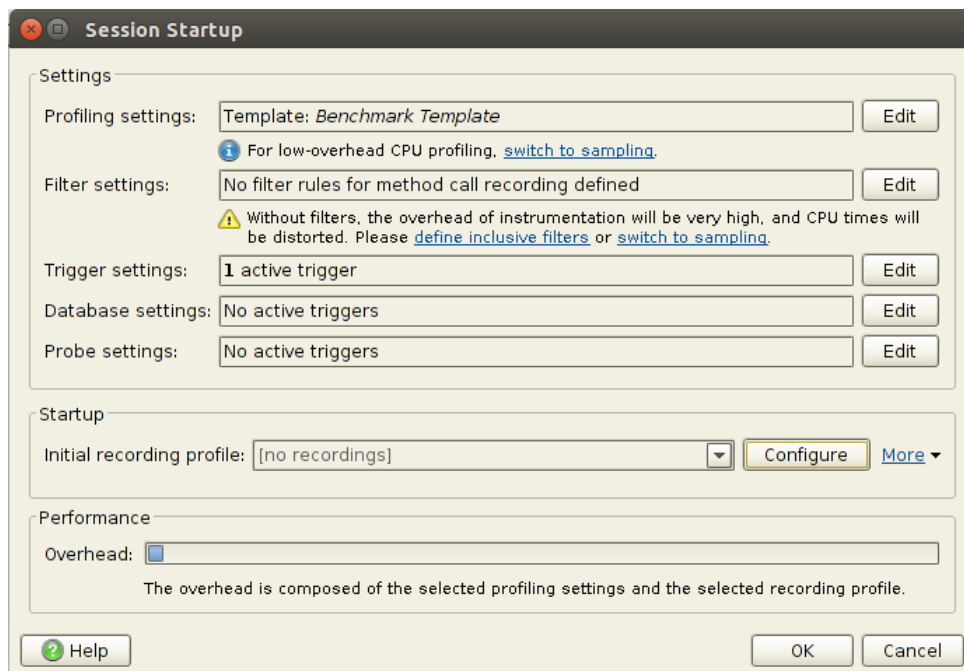 Session Startup
Settings
Profiling settings: Template: Benchmark Template Edit
For low-overhead CPU profiling, switch to sampling.
Filter settings: No filter rules for method call recording defined Edit
Without filters, the overhead of instrumentation will be very high, and CPU times will
be distorted. Please define inclusive filters or switch to sampling.
Trigger settings: 1 active trigger Edit
Database settings: No active triggers Edit
Probe settings: No active triggers Edit
Startup
Initial recording profile: [no recordings] Configure More
Performance
Overhead:
The overhead is composed of the selected profiling settings and the selected recording profile.
Help OK Cancel